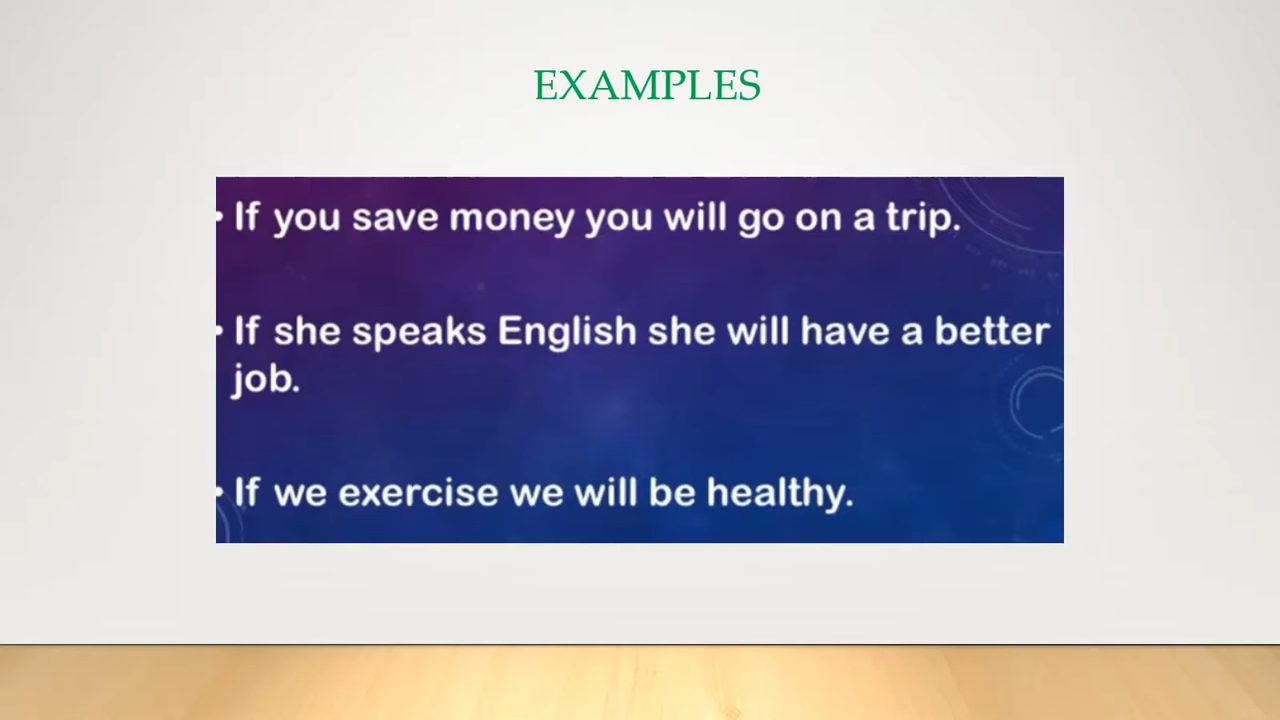 EXAMPLES
• If you save money you will go on a trip.
• If she speaks English she will have a better
job.
• If we exercise we will be healthy.